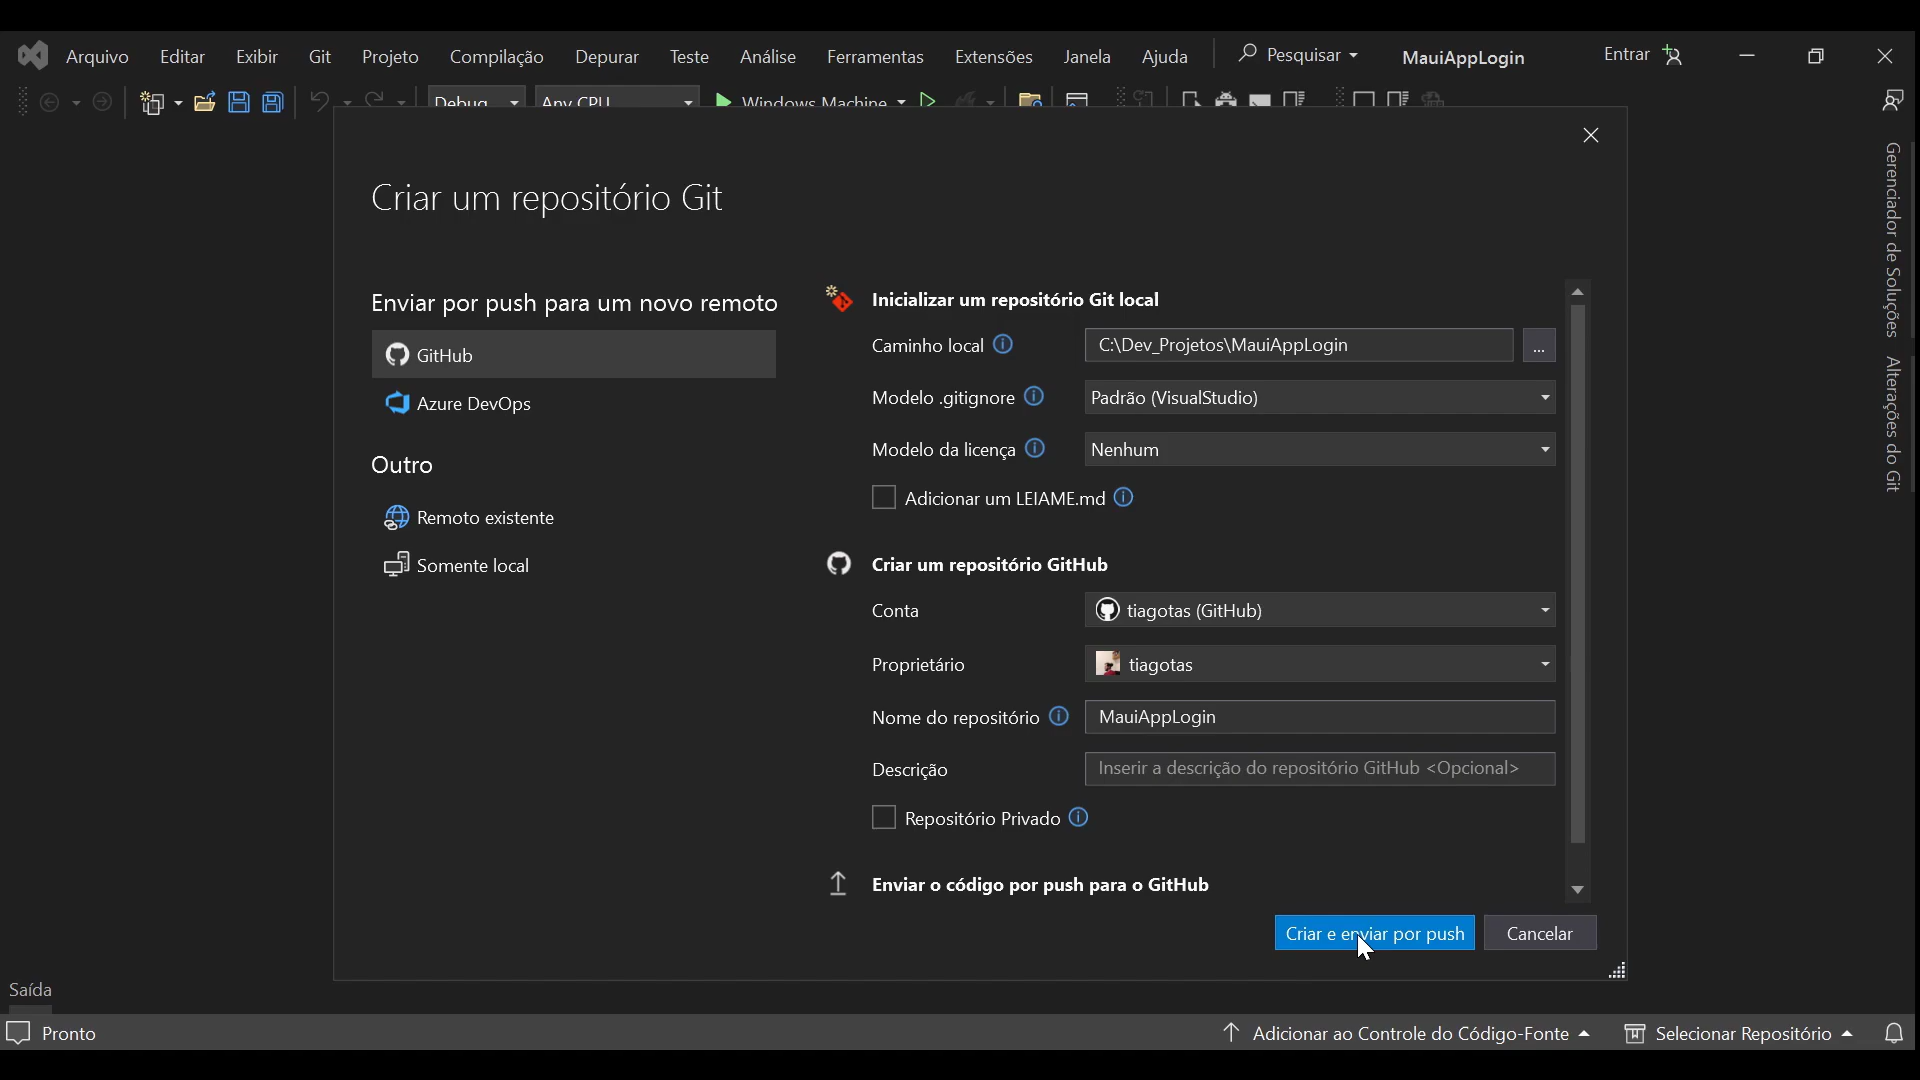 Arquivo Editar Exibir Git Projeto Compilação Depurar Teste Análise Ferramentas Extensões Janela Ajuda Pesquisar MauiAppLogin Entrar
Debug Any CPU Windows Machine
Criar um repositório Git
Enviar por push para um novo remoto
GitHub
Azure DevOps
Outro
Remoto existente
Somente local
Inicializar um repositório Git local
Caminho local C:\Dev_Projetos\MauiAppLogin ...
Modelo .gitignore Padrão (VisualStudio)
Modelo da licença Nenhum
Adicionar um LEIAME.md
Criar um repositório GitHub
Conta tiagotas (GitHub)
Proprietário tiagotas
Nome do repositório MauiAppLogin
Descrição Inserir a descrição do repositório GitHub <Opcional>
Repositório Privado
Enviar o código por push para o GitHub
Criar e enviar por push Cancelar
Gerenciador de Soluções
Alterações do Git
Saída
Pronto Adicionar ao Controle do Código-Fonte Selecionar Repositório